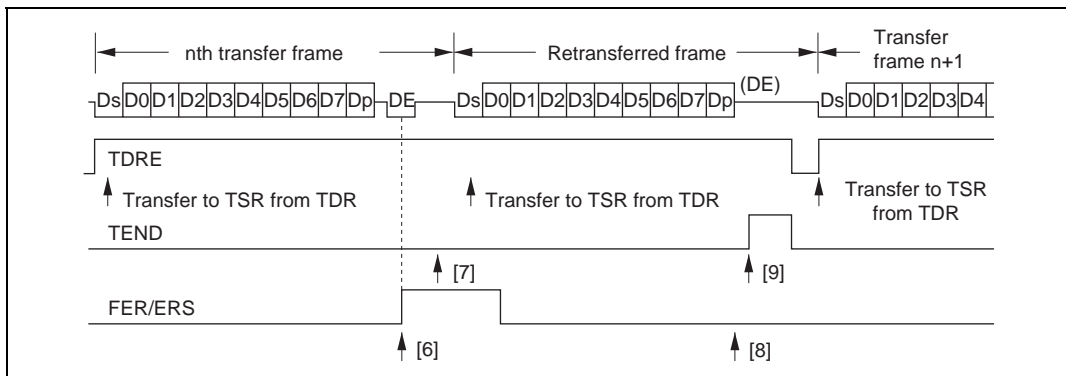 nth transfer frame
Retransferred frame
Transfer
frame n+1
Ds D0 D1 D2 D3 D4 D5 D6 D7 Dp DE
Ds D0 D1 D2 D3 D4 D5 D6 D7 Dp
(DE)
Ds D0 D1 D2 D3 D4
TDRE
Transfer to TSR from TDR
Transfer to TSR from TDR
Transfer to TSR
from TDR
TEND
[7]
[9]
FER/ERS
[6]
[8]